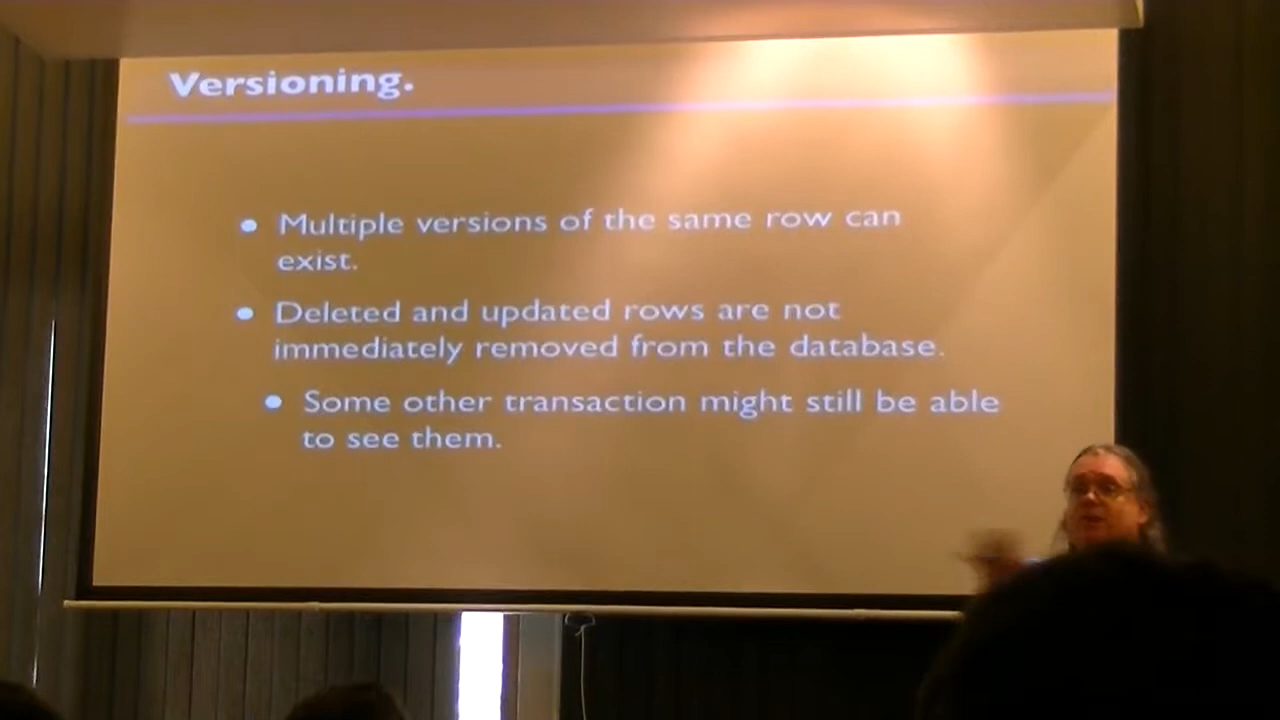 Versioning.
• Multiple versions of the same row can
exist.
• Deleted and updated rows are not
immediately removed from the database.
• Some other transaction might still be able
to see them.